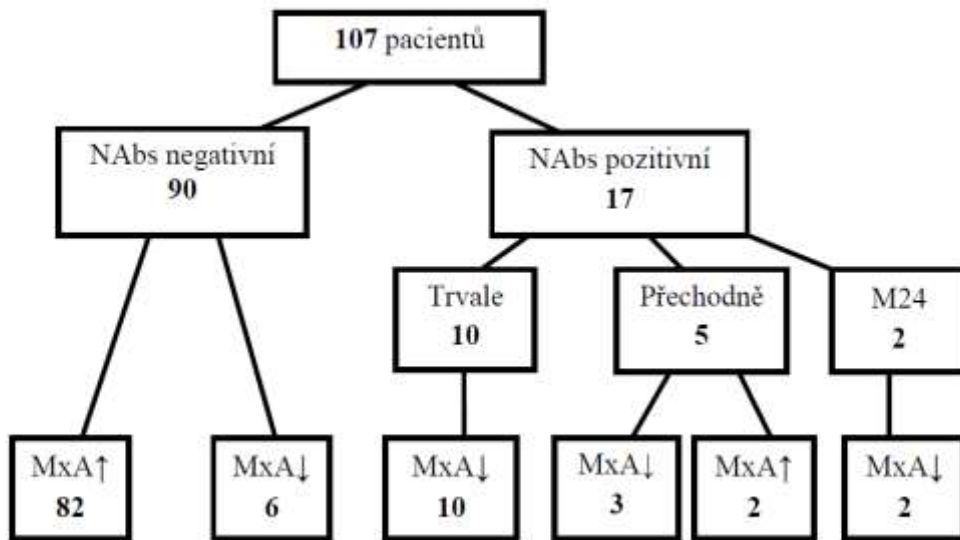 107 pacientů
NAbs negativní
90
NAbs pozitivní
17
Trvale
10
Přechodně
5
M24
2
MxA↑
82
MxA↓
6
MxA↓
10
MxA↓
3
MxA↑
2
MxA↓
2